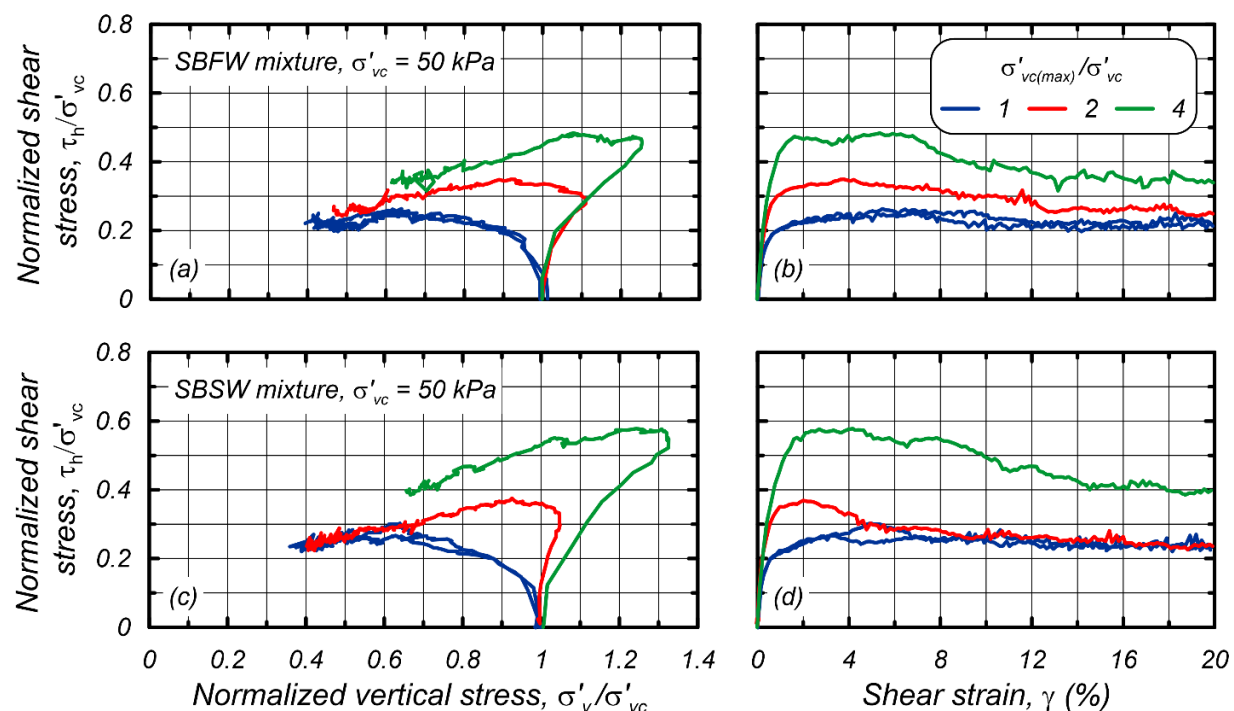 Normalized shear
stress, τh/σ'vc
0.8
0.6
0.4
0.2
0
SBFW mixture, σ'vc = 50 kPa
(a)
(b)
σ'vc(max)/σ'vc
1 2 4
Normalized shear
stress, τh/σ'vc
0.8
0.6
0.4
0.2
0
SBSW mixture, σ'vc = 50 kPa
(c)
(d)
0 0.2 0.4 0.6 0.8 1 1.2 1.4
0 4 8 12 16 20
Normalized vertical stress, σ'v/σ'vc
Shear strain, γ (%)